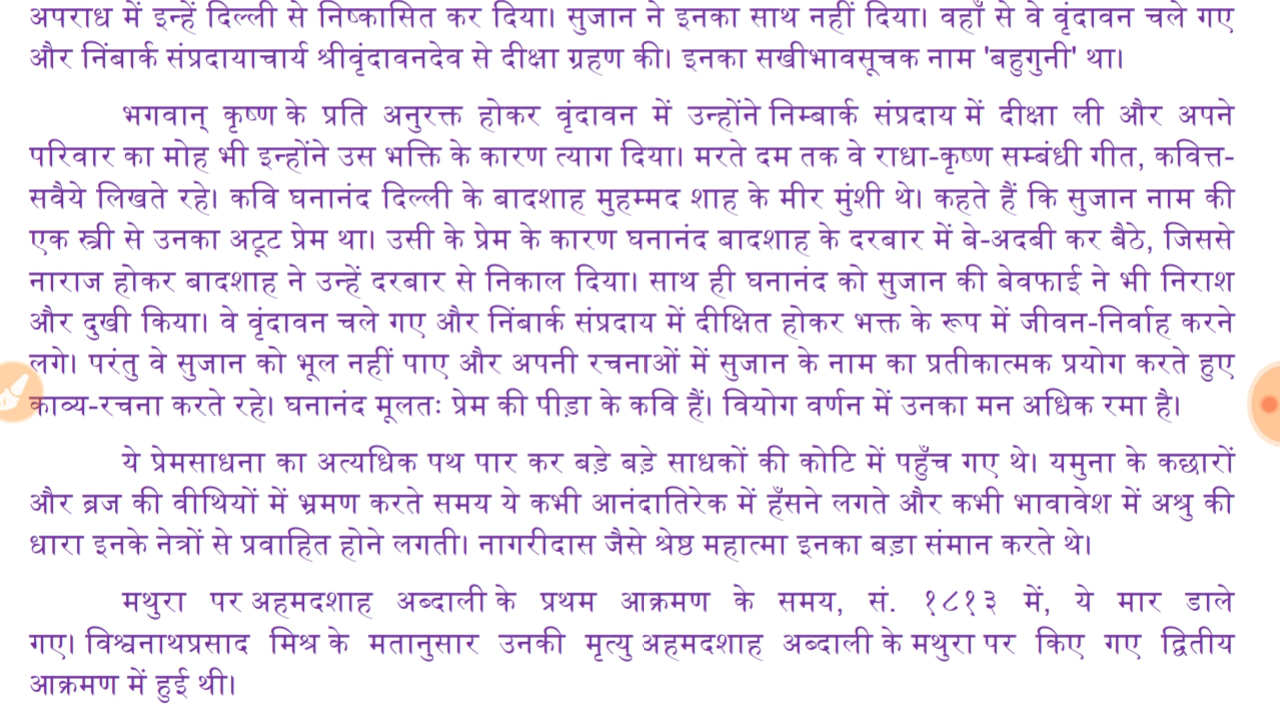 अपराध में इन्हें दिल्ली से निष्कासित कर दिया। सुजान ने इनका साथ नहीं दिया। वहाँ से वे वृंदावन चले गए
और निंबार्क संप्रदायाचार्य श्रीवृंदावनदेव से दीक्षा ग्रहण की। इनका सखीभावसूचक नाम 'बहुगुनी' था।
भगवान् कृष्ण के प्रति अनुरक्त होकर वृंदावन में उन्होंने निम्बार्क संप्रदाय में दीक्षा ली और अपने
परिवार का मोह भी इन्होंने उस भक्ति के कारण त्याग दिया। मरते दम तक वे राधा-कृष्ण सम्बंधी गीत, कवित्त-
सवैये लिखते रहे। कवि घनानंद दिल्ली के बादशाह मुहम्मद शाह के मीर मुंशी थे। कहते हैं कि सुजान नाम की
एक स्त्री से उनका अटूट प्रेम था। उसी के प्रेम के कारण घनानंद बादशाह के दरबार में बे-अदबी कर बैठे, जिससे
नाराज होकर बादशाह ने उन्हें दरबार से निकाल दिया। साथ ही घनानंद को सुजान की बेवफाई ने भी निराश
और दुखी किया। वे वृंदावन चले गए और निंबार्क संप्रदाय में दीक्षित होकर भक्त के रूप में जीवन-निर्वाह करने
लगे। परंतु वे सुजान को भूल नहीं पाए और अपनी रचनाओं में सुजान के नाम का प्रतीकात्मक प्रयोग करते हुए
काव्य-रचना करते रहे। घनानंद मूलतः प्रेम की पीड़ा के कवि हैं। वियोग वर्णन में उनका मन अधिक रमा है।
ये प्रेमसाधना का अत्यधिक पथ पार कर बड़े बड़े साधकों की कोटि में पहुँच गए थे। यमुना के कछारों
और ब्रज की वीथियों में भ्रमण करते समय ये कभी आनंदातिरेक में हँसने लगते और कभी भावावेश में अश्रु की
धारा इनके नेत्रों से प्रवाहित होने लगती। नागरीदास जैसे श्रेष्ठ महात्मा इनका बड़ा संमान करते थे।
मथुरा पर अहमदशाह अब्दाली के प्रथम आक्रमण के समय, सं. १८१३ में, ये मार डाले
गए। विश्वनाथप्रसाद मिश्र के मतानुसार उनकी मृत्यु अहमदशाह अब्दाली के मथुरा पर किए गए द्वितीय
आक्रमण में हुई थी।